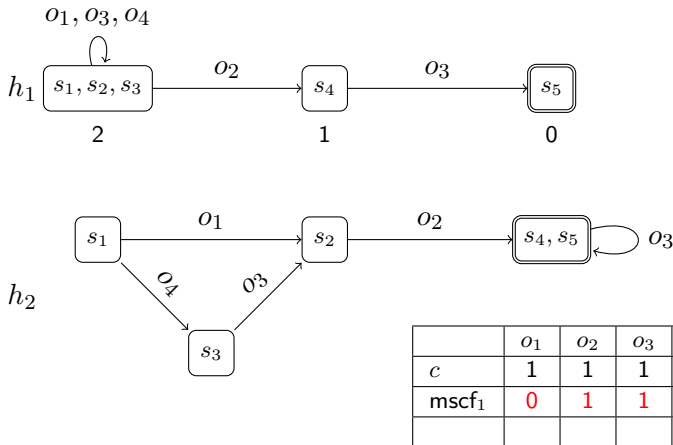 o₁, o₃, o₄
h₁ s₁, s₂, s₃ o₂ s₄ o₃ s₅
2 1 0
s₁ o₁ s₂ o₂ s₄, s₅ o₃
h₂ o₄ o₃
s₃
o₁ o₂ o₃
c 1 1 1
mscf₁ 0 1 1